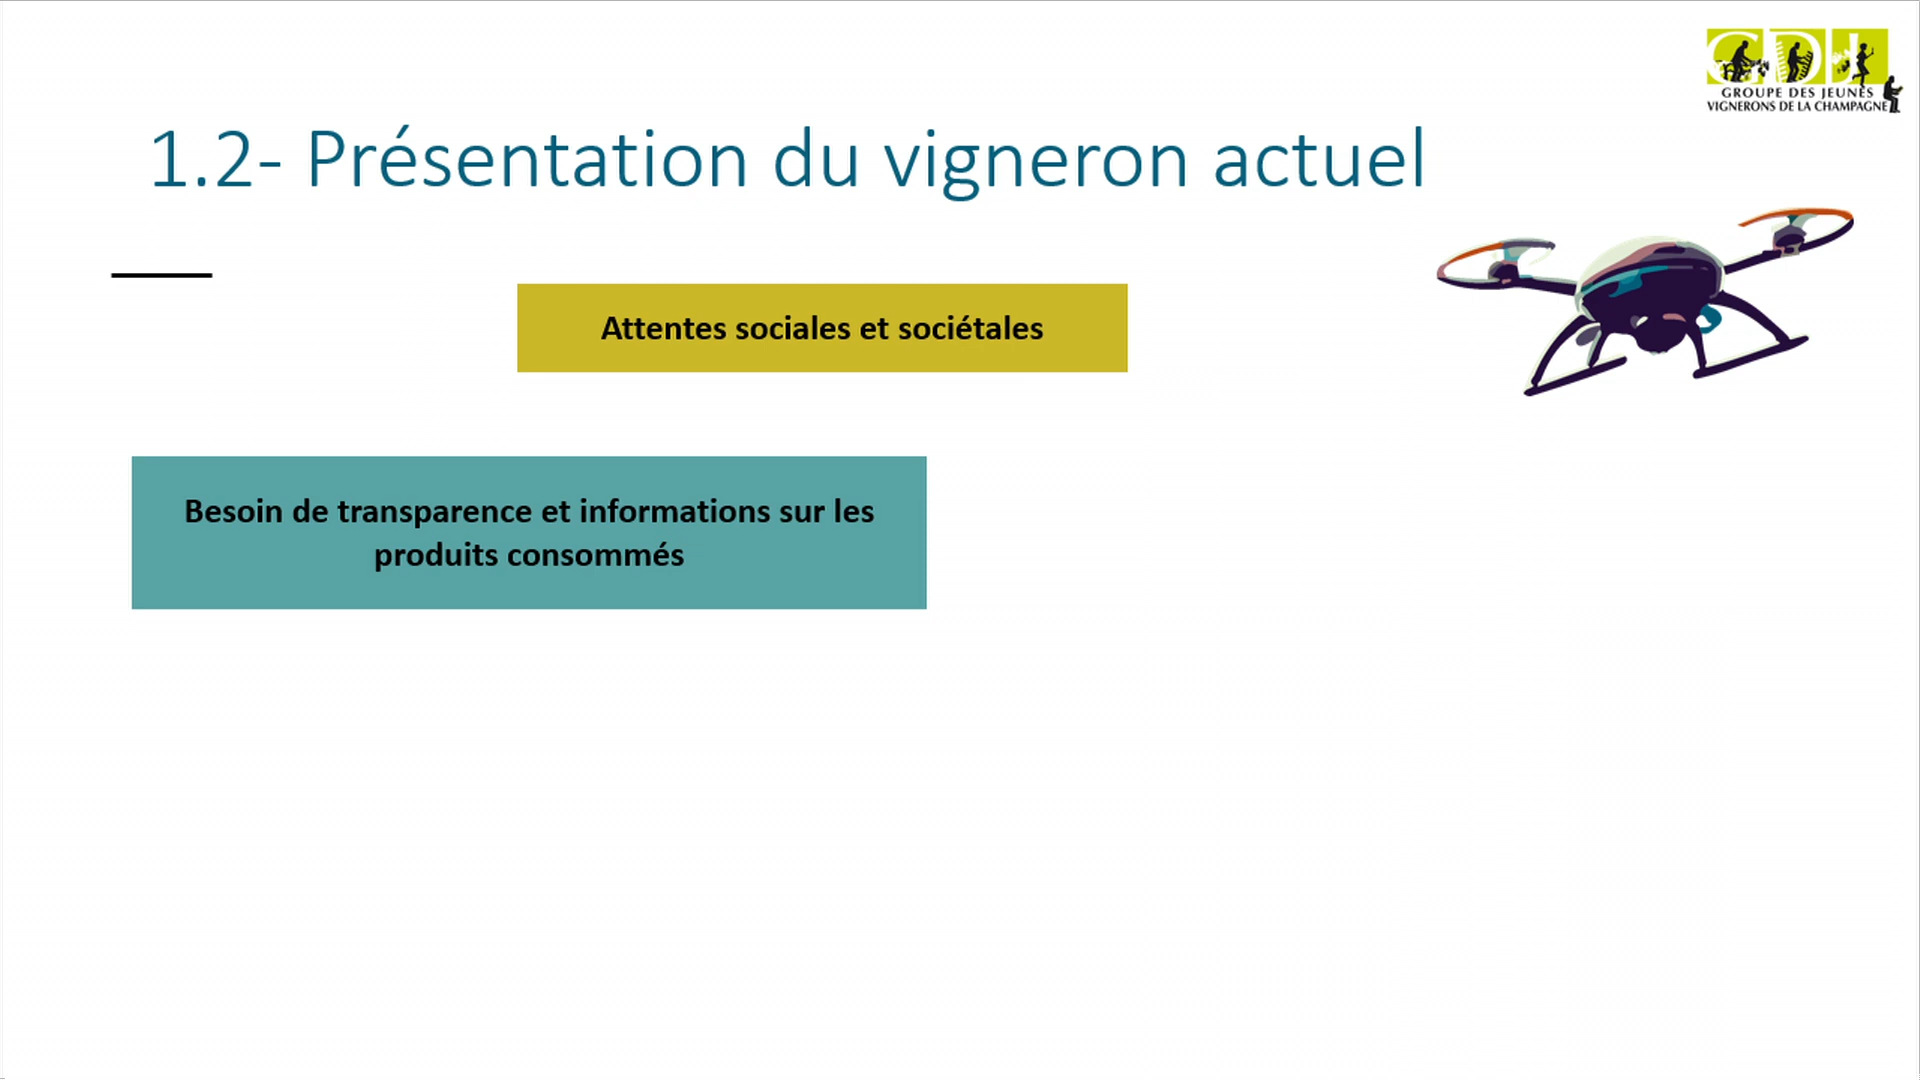 GDJ
GROUPE DES JEUNES
VIGNERONS DE LA CHAMPAGNE
1.2- Présentation du vigneron actuel
Attentes sociales et sociétales
Besoin de transparence et informations sur les
produits consommés